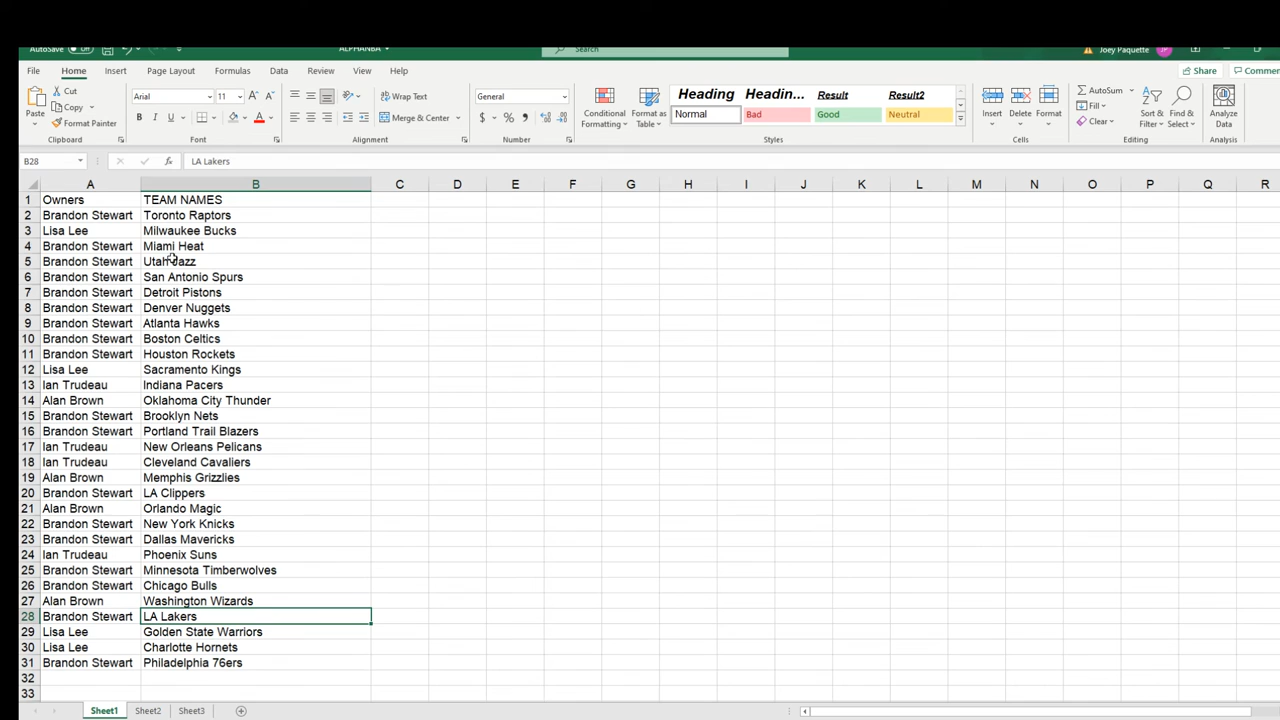 AutoSave Off ALPHANBA Search Joey Paquette JP
File Home Insert Page Layout Formulas Data Review View Help Share Commen
Paste Cut Copy Format Painter Clipboard
Arial 11 Font
Wrap Text Merge & Center Alignment
General Number
Conditional Formatting Format as Table
Heading Headin... Result Result2
Normal Bad Good Neutral
Styles
Insert Delete Format Cells
AutoSum Fill Clear Sort & Filter Find & Select Editing
Analyze Data Analysis
B28 fx LA Lakers
A B C D E F G H I J K L M N O P Q R
1 Owners TEAM NAMES
2 Brandon Stewart Toronto Raptors
3 Lisa Lee Milwaukee Bucks
4 Brandon Stewart Miami Heat
5 Brandon Stewart Utah Jazz
6 Brandon Stewart San Antonio Spurs
7 Brandon Stewart Detroit Pistons
8 Brandon Stewart Denver Nuggets
9 Brandon Stewart Atlanta Hawks
10 Brandon Stewart Boston Celtics
11 Brandon Stewart Houston Rockets
12 Lisa Lee Sacramento Kings
13 Ian Trudeau Indiana Pacers
14 Alan Brown Oklahoma City Thunder
15 Brandon Stewart Brooklyn Nets
16 Brandon Stewart Portland Trail Blazers
17 Ian Trudeau New Orleans Pelicans
18 Ian Trudeau Cleveland Cavaliers
19 Alan Brown Memphis Grizzlies
20 Brandon Stewart LA Clippers
21 Alan Brown Orlando Magic
22 Brandon Stewart New York Knicks
23 Brandon Stewart Dallas Mavericks
24 Ian Trudeau Phoenix Suns
25 Brandon Stewart Minnesota Timberwolves
26 Brandon Stewart Chicago Bulls
27 Alan Brown Washington Wizards
28 Brandon Stewart LA Lakers
29 Lisa Lee Golden State Warriors
30 Lisa Lee Charlotte Hornets
31 Brandon Stewart Philadelphia 76ers
32
33
Sheet1 Sheet2 Sheet3